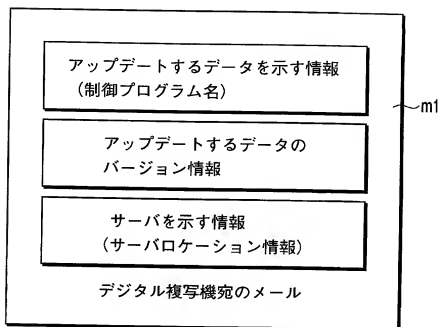 アップデートするデータを示す情報
（制御プログラム名）
m1
アップデートするデータの
バージョン情報
サーバを示す情報
（サーバロケーション情報）
デジタル複写機宛のメール